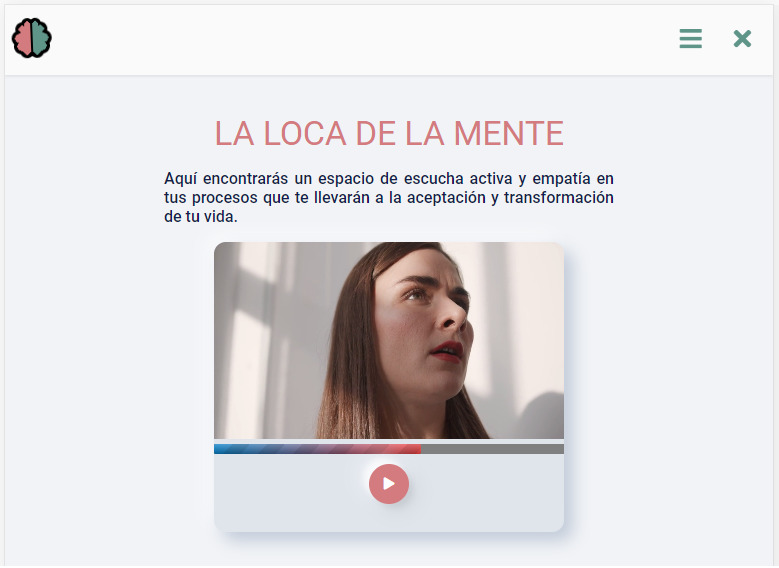 LA LOCA DE LA MENTE
Aquí encontrarás un espacio de escucha activa y empatía en
tus procesos que te llevarán a la aceptación y transformación
de tu vida.